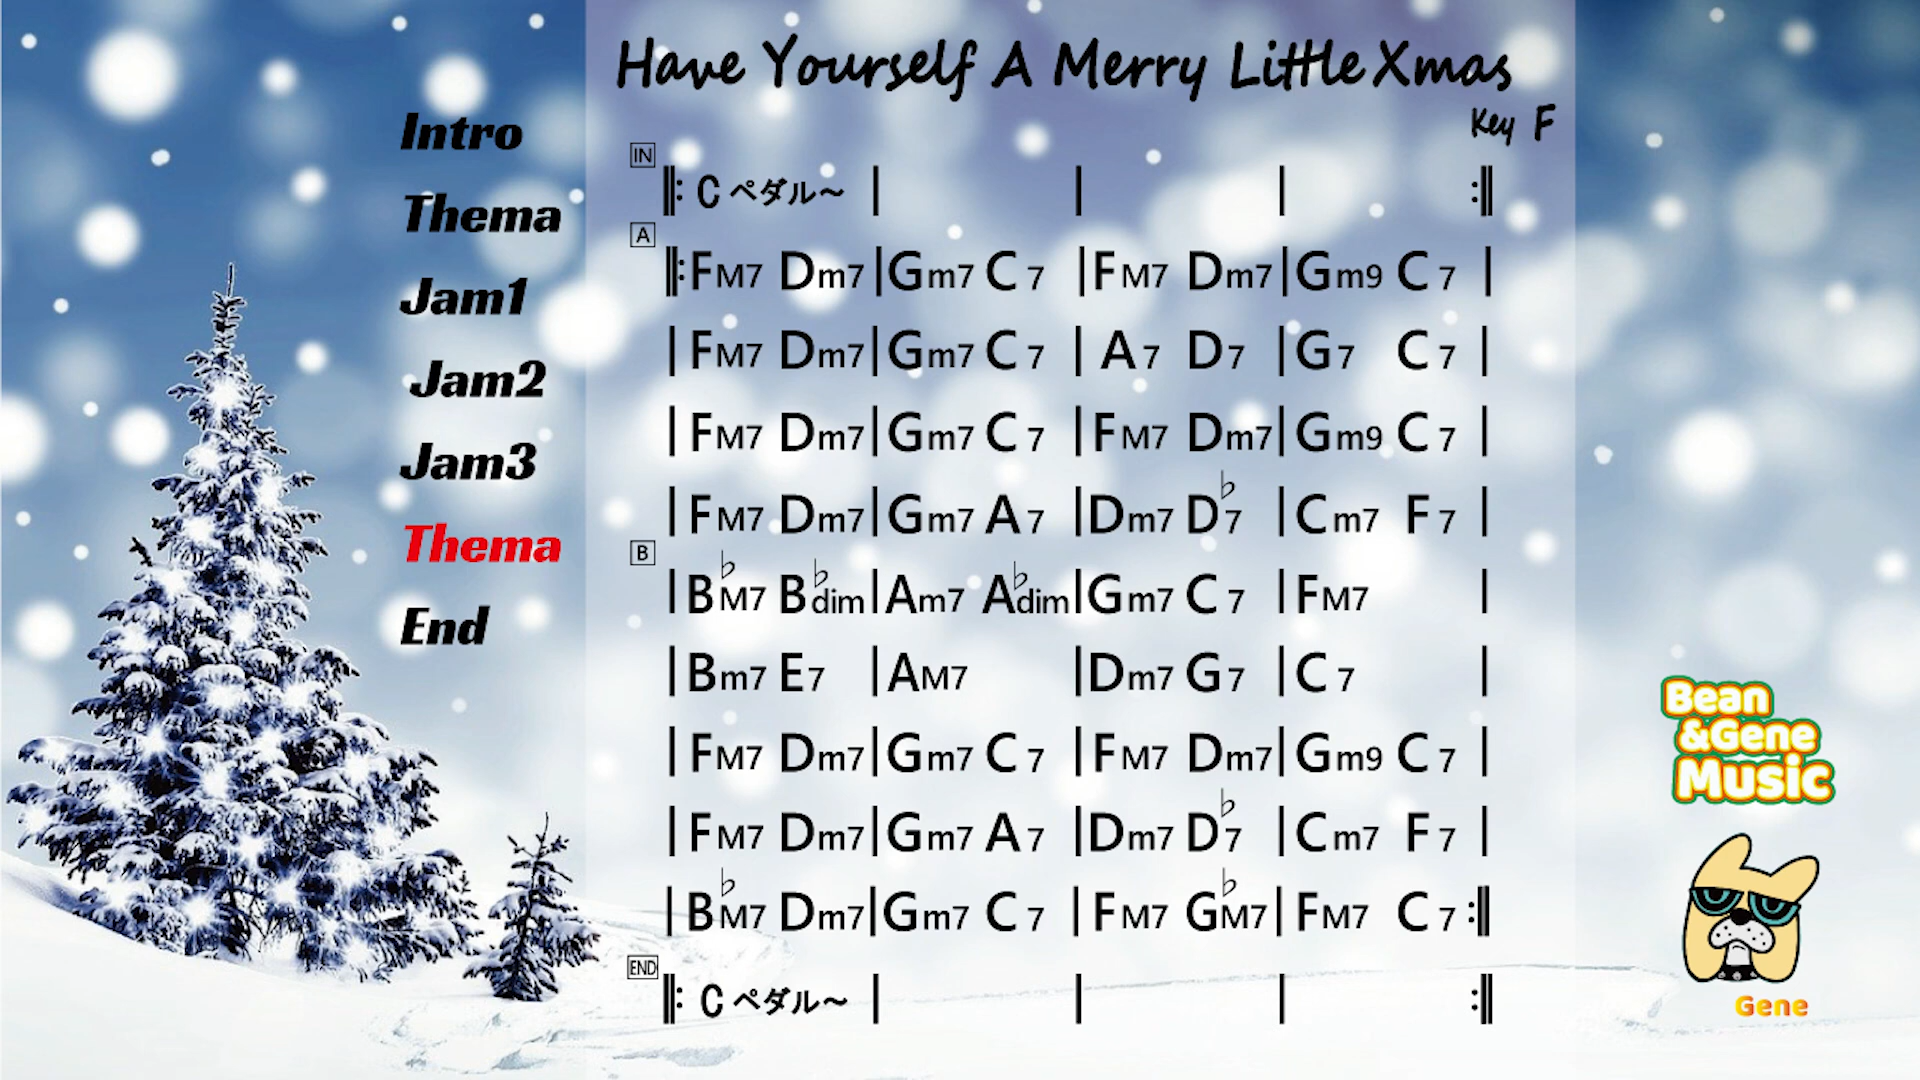 Have Yourself A Merry Little Xmas
Key F
Intro
Thema
Jam1
Jam2
Jam3
Thema
End
IN
𝄆 C ペダル～ | | | 𝄇
A
𝄆 FM7 Dm7 | Gm7 C7 | FM7 Dm7 | Gm9 C7 |
| FM7 Dm7 | Gm7 C7 | A7 D7 | G7 C7 |
| FM7 Dm7 | Gm7 C7 | FM7 Dm7 | Gm9 C7 |
| FM7 Dm7 | Gm7 A7 | Dm7 D♭7 | Cm7 F7 |
B
| B♭M7 B♭dim | Am7 A♭dim | Gm7 C7 | FM7 |
| Bm7 E7 | AM7 | Dm7 G7 | C7 |
| FM7 Dm7 | Gm7 C7 | FM7 Dm7 | Gm9 C7 |
| FM7 Dm7 | Gm7 A7 | Dm7 D♭7 | Cm7 F7 |
| B♭M7 Dm7 | Gm7 C7 | FM7 G♭M7 | FM7 C7 𝄇
END
𝄆 C ペダル～ | | | 𝄇
Bean
&Gene
Music
Gene